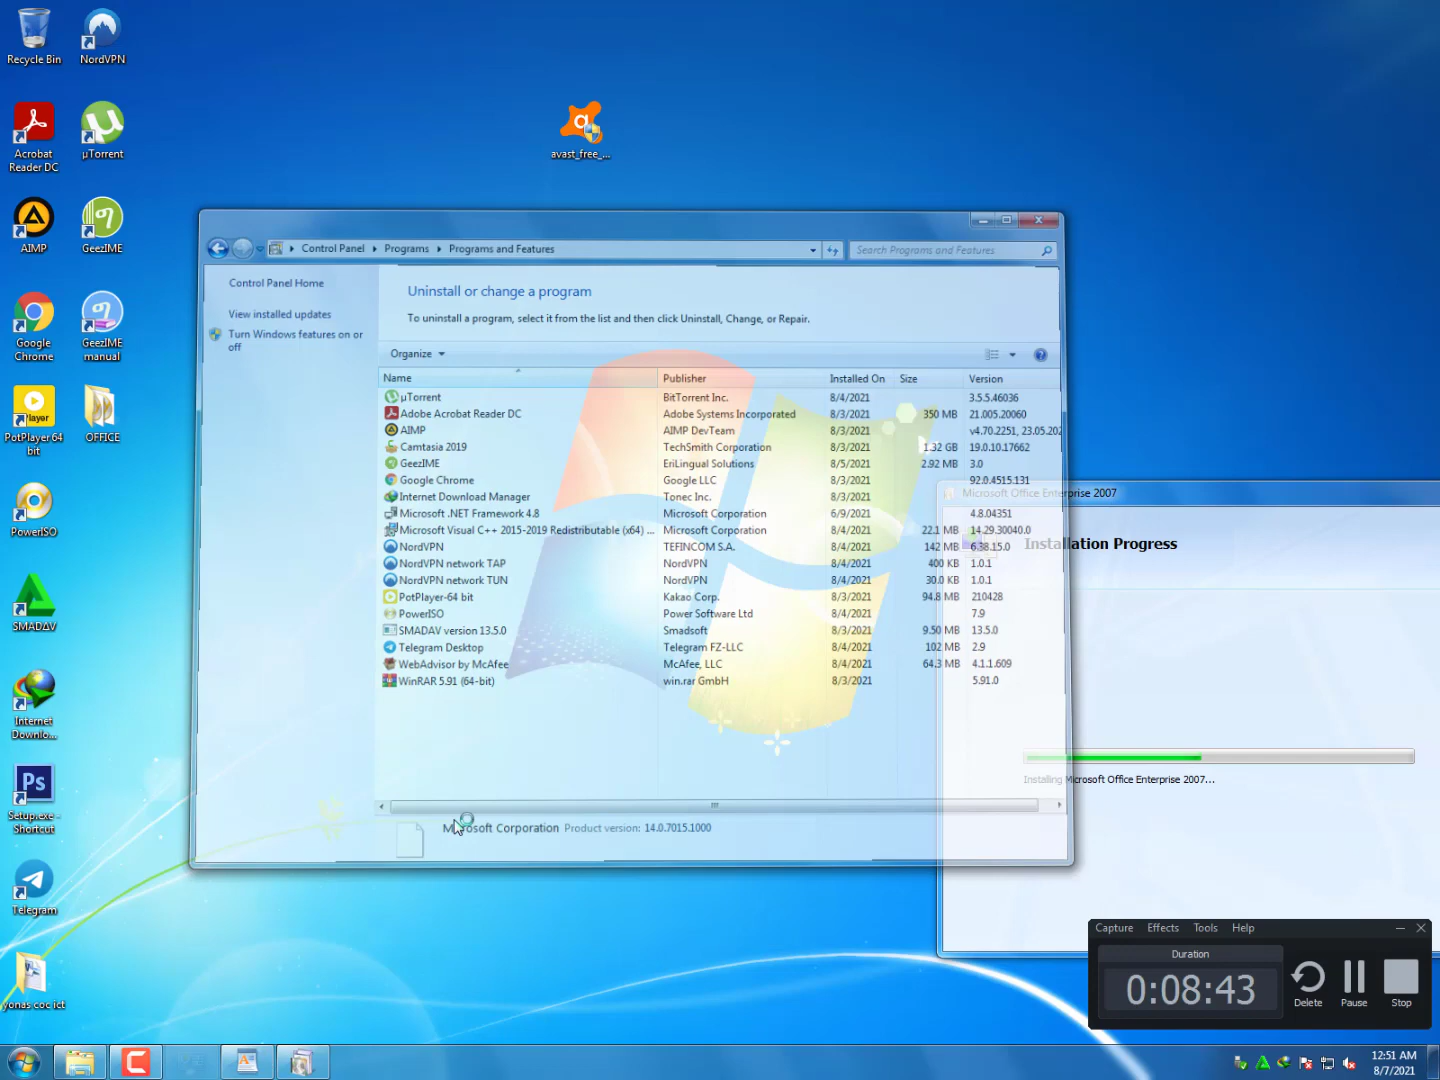 Recycle Bin
NordVPN
Acrobat
Reader DC
µTorrent
avast_free_...
AIMP
GeezIME
Google
Chrome
GeezIME
manual
PotPlayer 64
bit
OFFICE
PowerISO
SMADΔV
Internet
Downlo...
Setup.exe -
Shortcut
Telegram
yonas coc ict
Control Panel
Programs
Programs and Features
Search Programs and Features
Control Panel Home
View installed updates
Turn Windows features on or
off
Uninstall or change a program
To uninstall a program, select it from the list and then click Uninstall, Change, or Repair.
Organize
Name Publisher Installed On Size Version
µTorrent BitTorrent Inc. 8/4/2021 3.5.5.46036
Adobe Acrobat Reader DC Adobe Systems Incorporated 8/3/2021 350 MB 21.005.20060
AIMP AIMP DevTeam 8/3/2021 v4.70.2251, 23.05.202
Camtasia 2019 TechSmith Corporation 8/3/2021 1.32 GB 19.0.10.17662
GeezIME EriLingual Solutions 8/5/2021 2.92 MB 3.0
Google Chrome Google LLC 8/3/2021 92.0.4515.131
Internet Download Manager Tonec Inc. 8/3/2021
Microsoft .NET Framework 4.8 Microsoft Corporation 6/9/2021 4.8.04351
Microsoft Visual C++ 2015-2019 Redistributable (x64) ... Microsoft Corporation 8/4/2021 22.1 MB 14.29.30040.0
NordVPN TEFINCOM S.A. 8/4/2021 142 MB 6.38.15.0
NordVPN network TAP NordVPN 8/4/2021 400 KB 1.0.1
NordVPN network TUN NordVPN 8/4/2021 30.0 KB 1.0.1
PotPlayer-64 bit Kakao Corp. 8/3/2021 94.8 MB 210428
PowerISO Power Software Ltd 8/4/2021 7.9
SMADAV version 13.5.0 Smadsoft 8/3/2021 9.50 MB 13.5.0
Telegram Desktop Telegram FZ-LLC 8/4/2021 102 MB 2.9
WebAdvisor by McAfee McAfee, LLC 8/4/2021 64.3 MB 4.1.1.609
WinRAR 5.91 (64-bit) win.rar GmbH 8/3/2021 5.91.0
Microsoft Corporation Product version: 14.0.7015.1000
Microsoft Office Enterprise 2007
Installation Progress
Installing Microsoft Office Enterprise 2007...
Capture Effects Tools Help
Duration
0:08:43
Delete Pause Stop
12:51 AM
8/7/2021